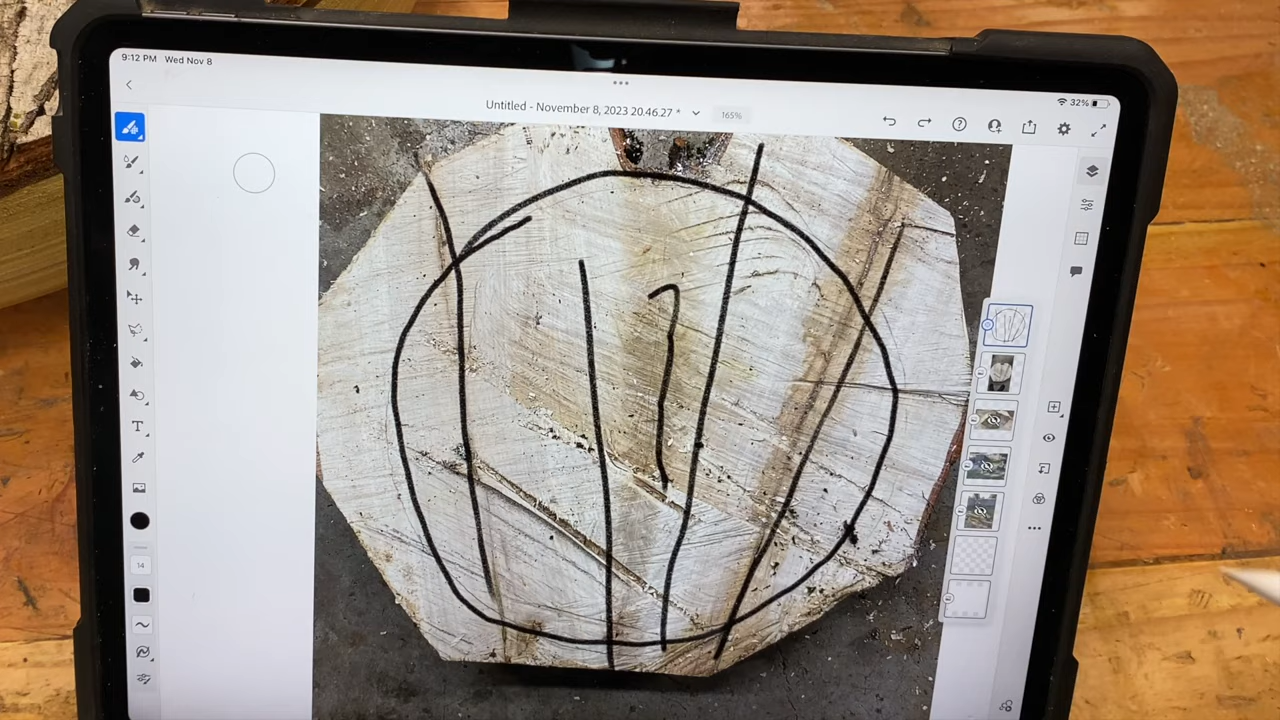 9:12 PM Wed Nov 8
32%
Untitled - November 8, 2023 20.46.27 *
165%
T
14